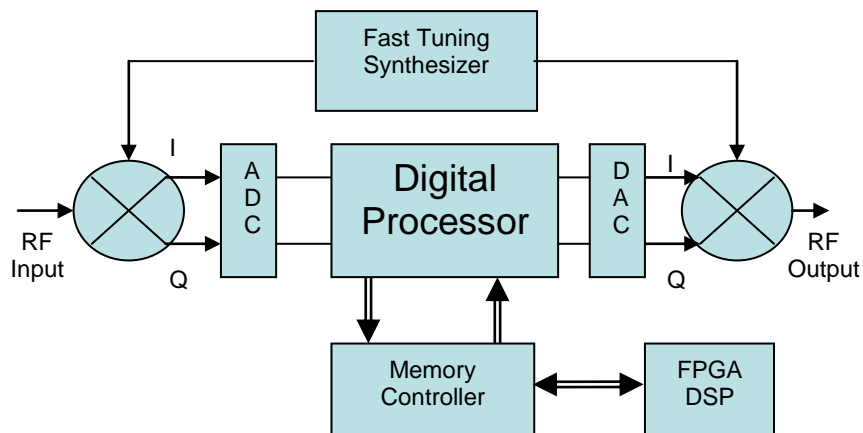 Fast Tuning
Synthesizer
I
A
D
C
Digital
Processor
D
A
C
I
RF
Input
Q
Q
RF
Output
Memory
Controller
FPGA
DSP